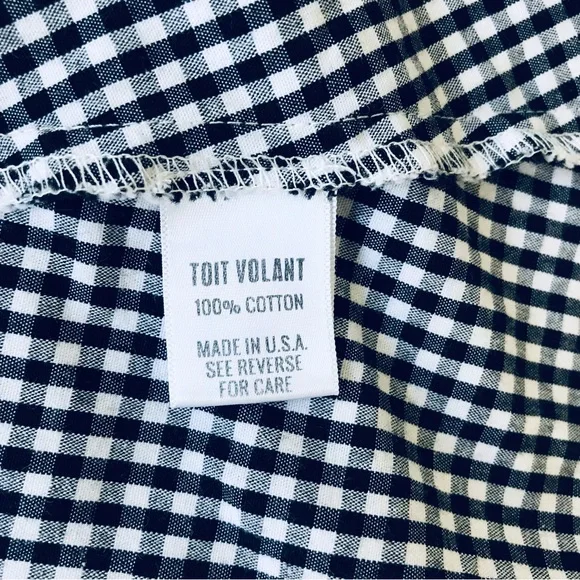 TOIT VOLANT
100% COTTON
MADE IN U.S.A.
SEE REVERSE
FOR CARE